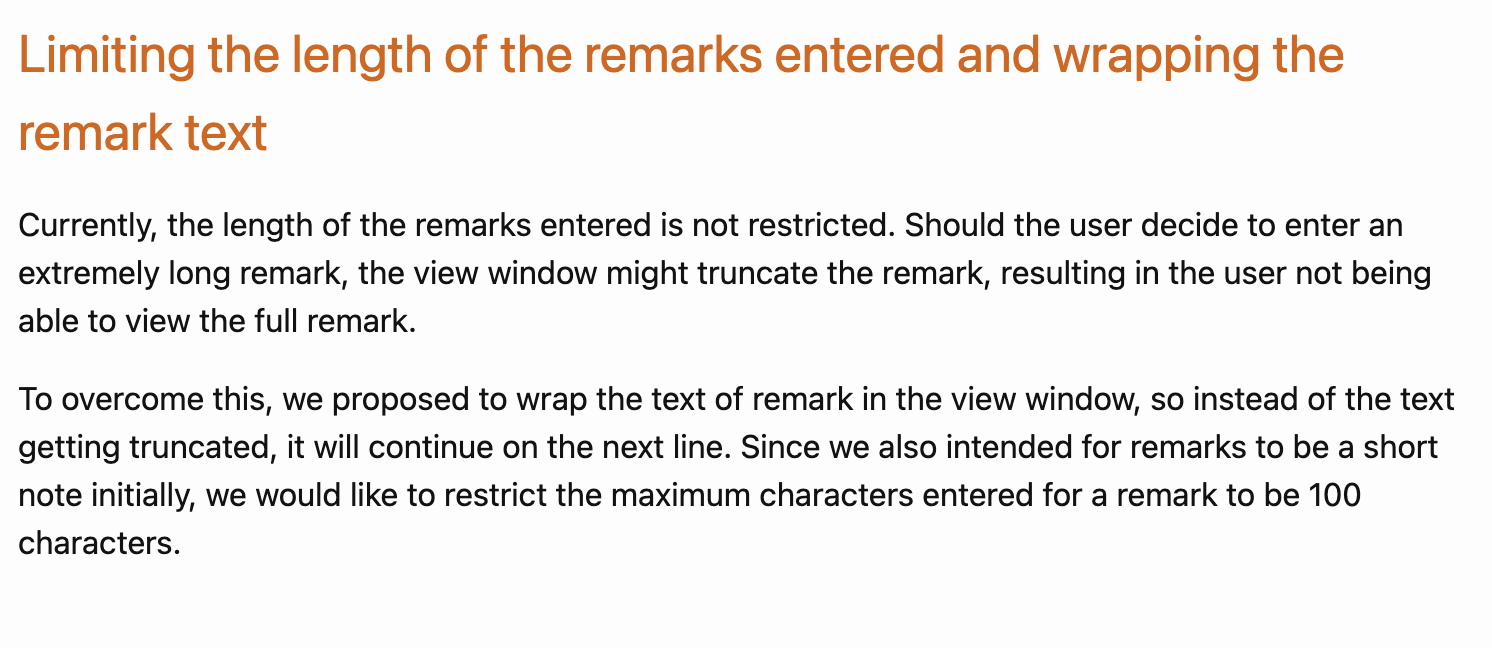 Limiting the length of the remarks entered and wrapping the
remark text
Currently, the length of the remarks entered is not restricted. Should the user decide to enter an
extremely long remark, the view window might truncate the remark, resulting in the user not being
able to view the full remark.
To overcome this, we proposed to wrap the text of remark in the view window, so instead of the text
getting truncated, it will continue on the next line. Since we also intended for remarks to be a short
note initially, we would like to restrict the maximum characters entered for a remark to be 100
characters.